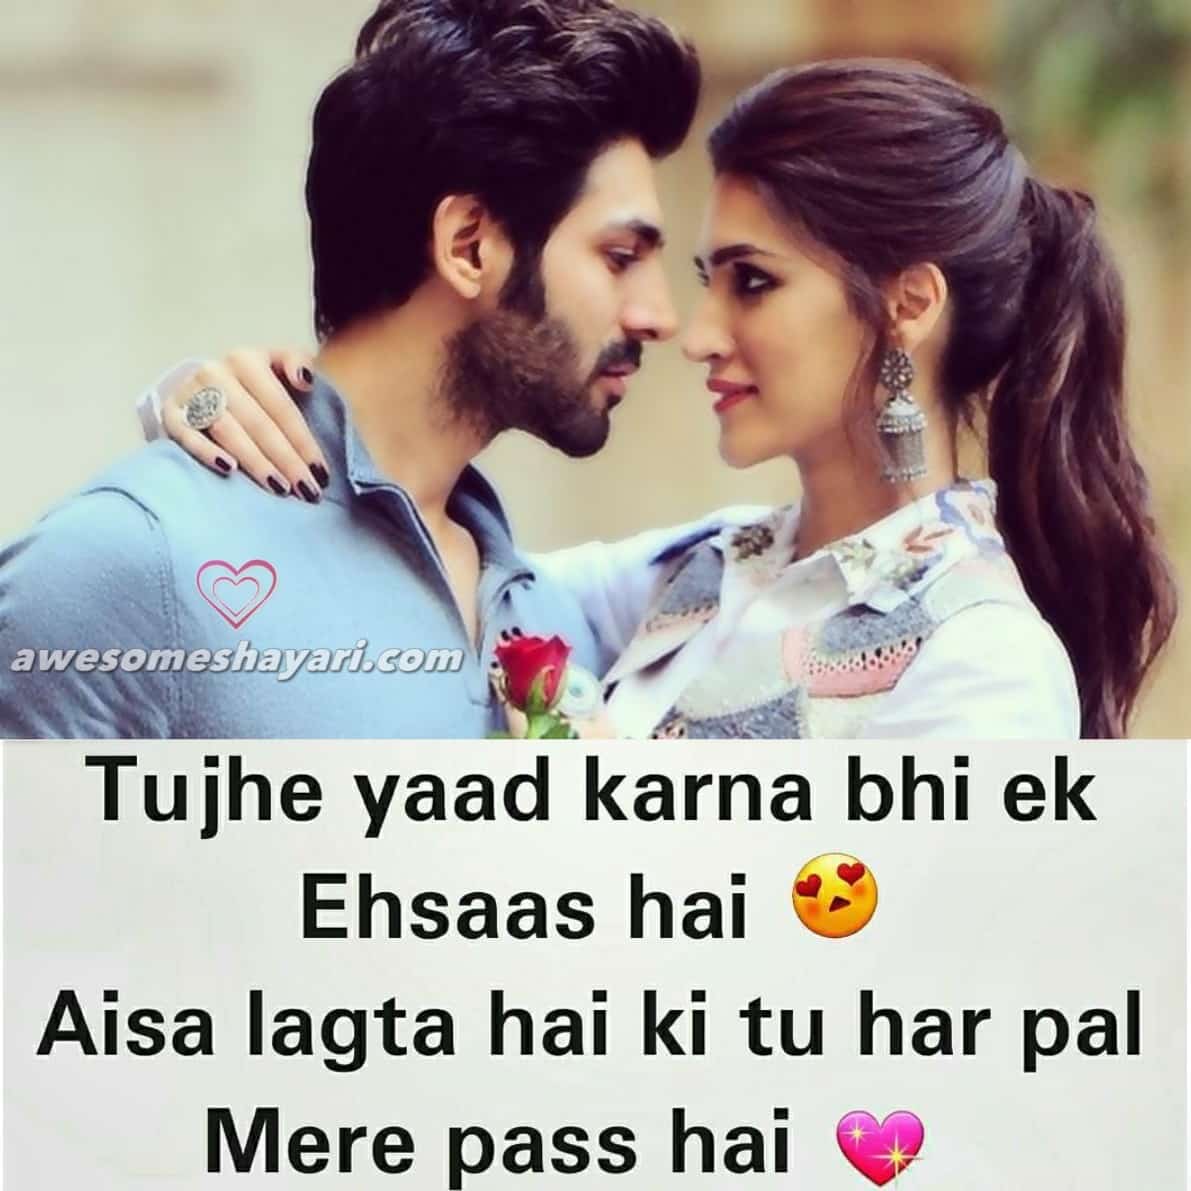 awesomeshayari.com
Tujhe yaad karna bhi ek
Ehsaas hai 😍
Aisa lagta hai ki tu har pal
Mere pass hai 💖